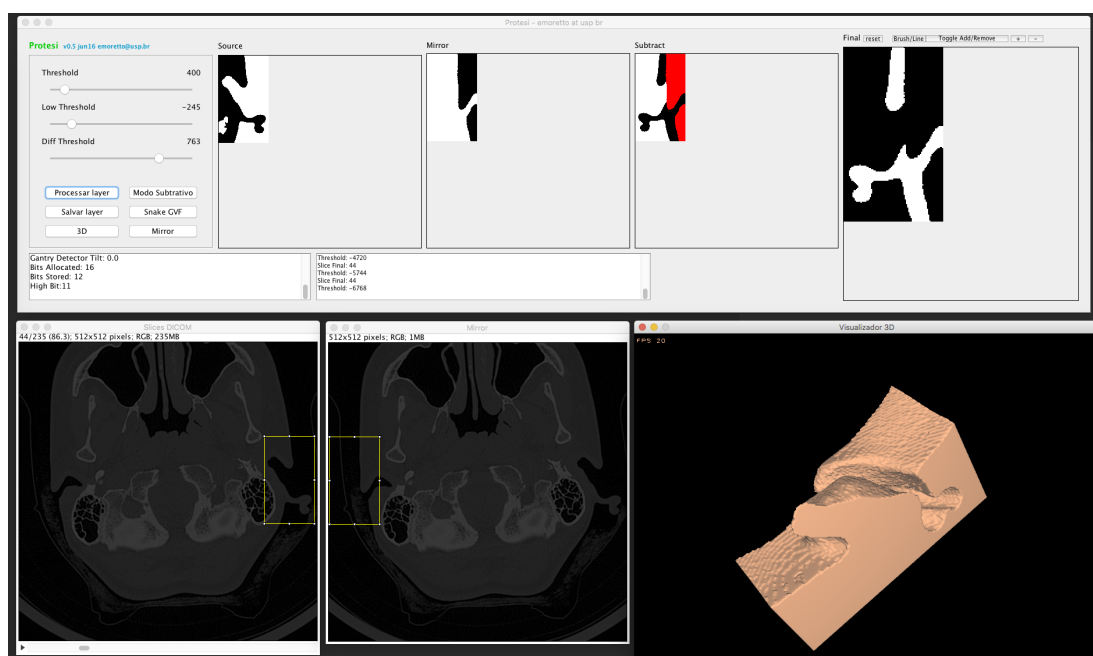 Protesi - emoretto at usp br
Protesi v0.5 jun16 emoretto@usp.br
Source
Mirror
Subtract
Final reset Brush/Line Toggle Add/Remove + -
Threshold 400
Low Threshold -245
Diff Threshold 763
Processar layer Modo Subtrativo
Salvar layer Snake GVF
3D Mirror
Gantry Detector Tilt: 0.0
Bits Allocated: 16
Bits Stored: 12
High Bit:11
Threshold: -4720
Slice Final: 44
Threshold: -5744
Slice Final: 44
Threshold: -6768
Slices DICOM
44/235 (86.3); 512x512 pixels; RGB; 235MB
Mirror
512x512 pixels; RGB; 1MB
Visualizador 3D
FPS 20